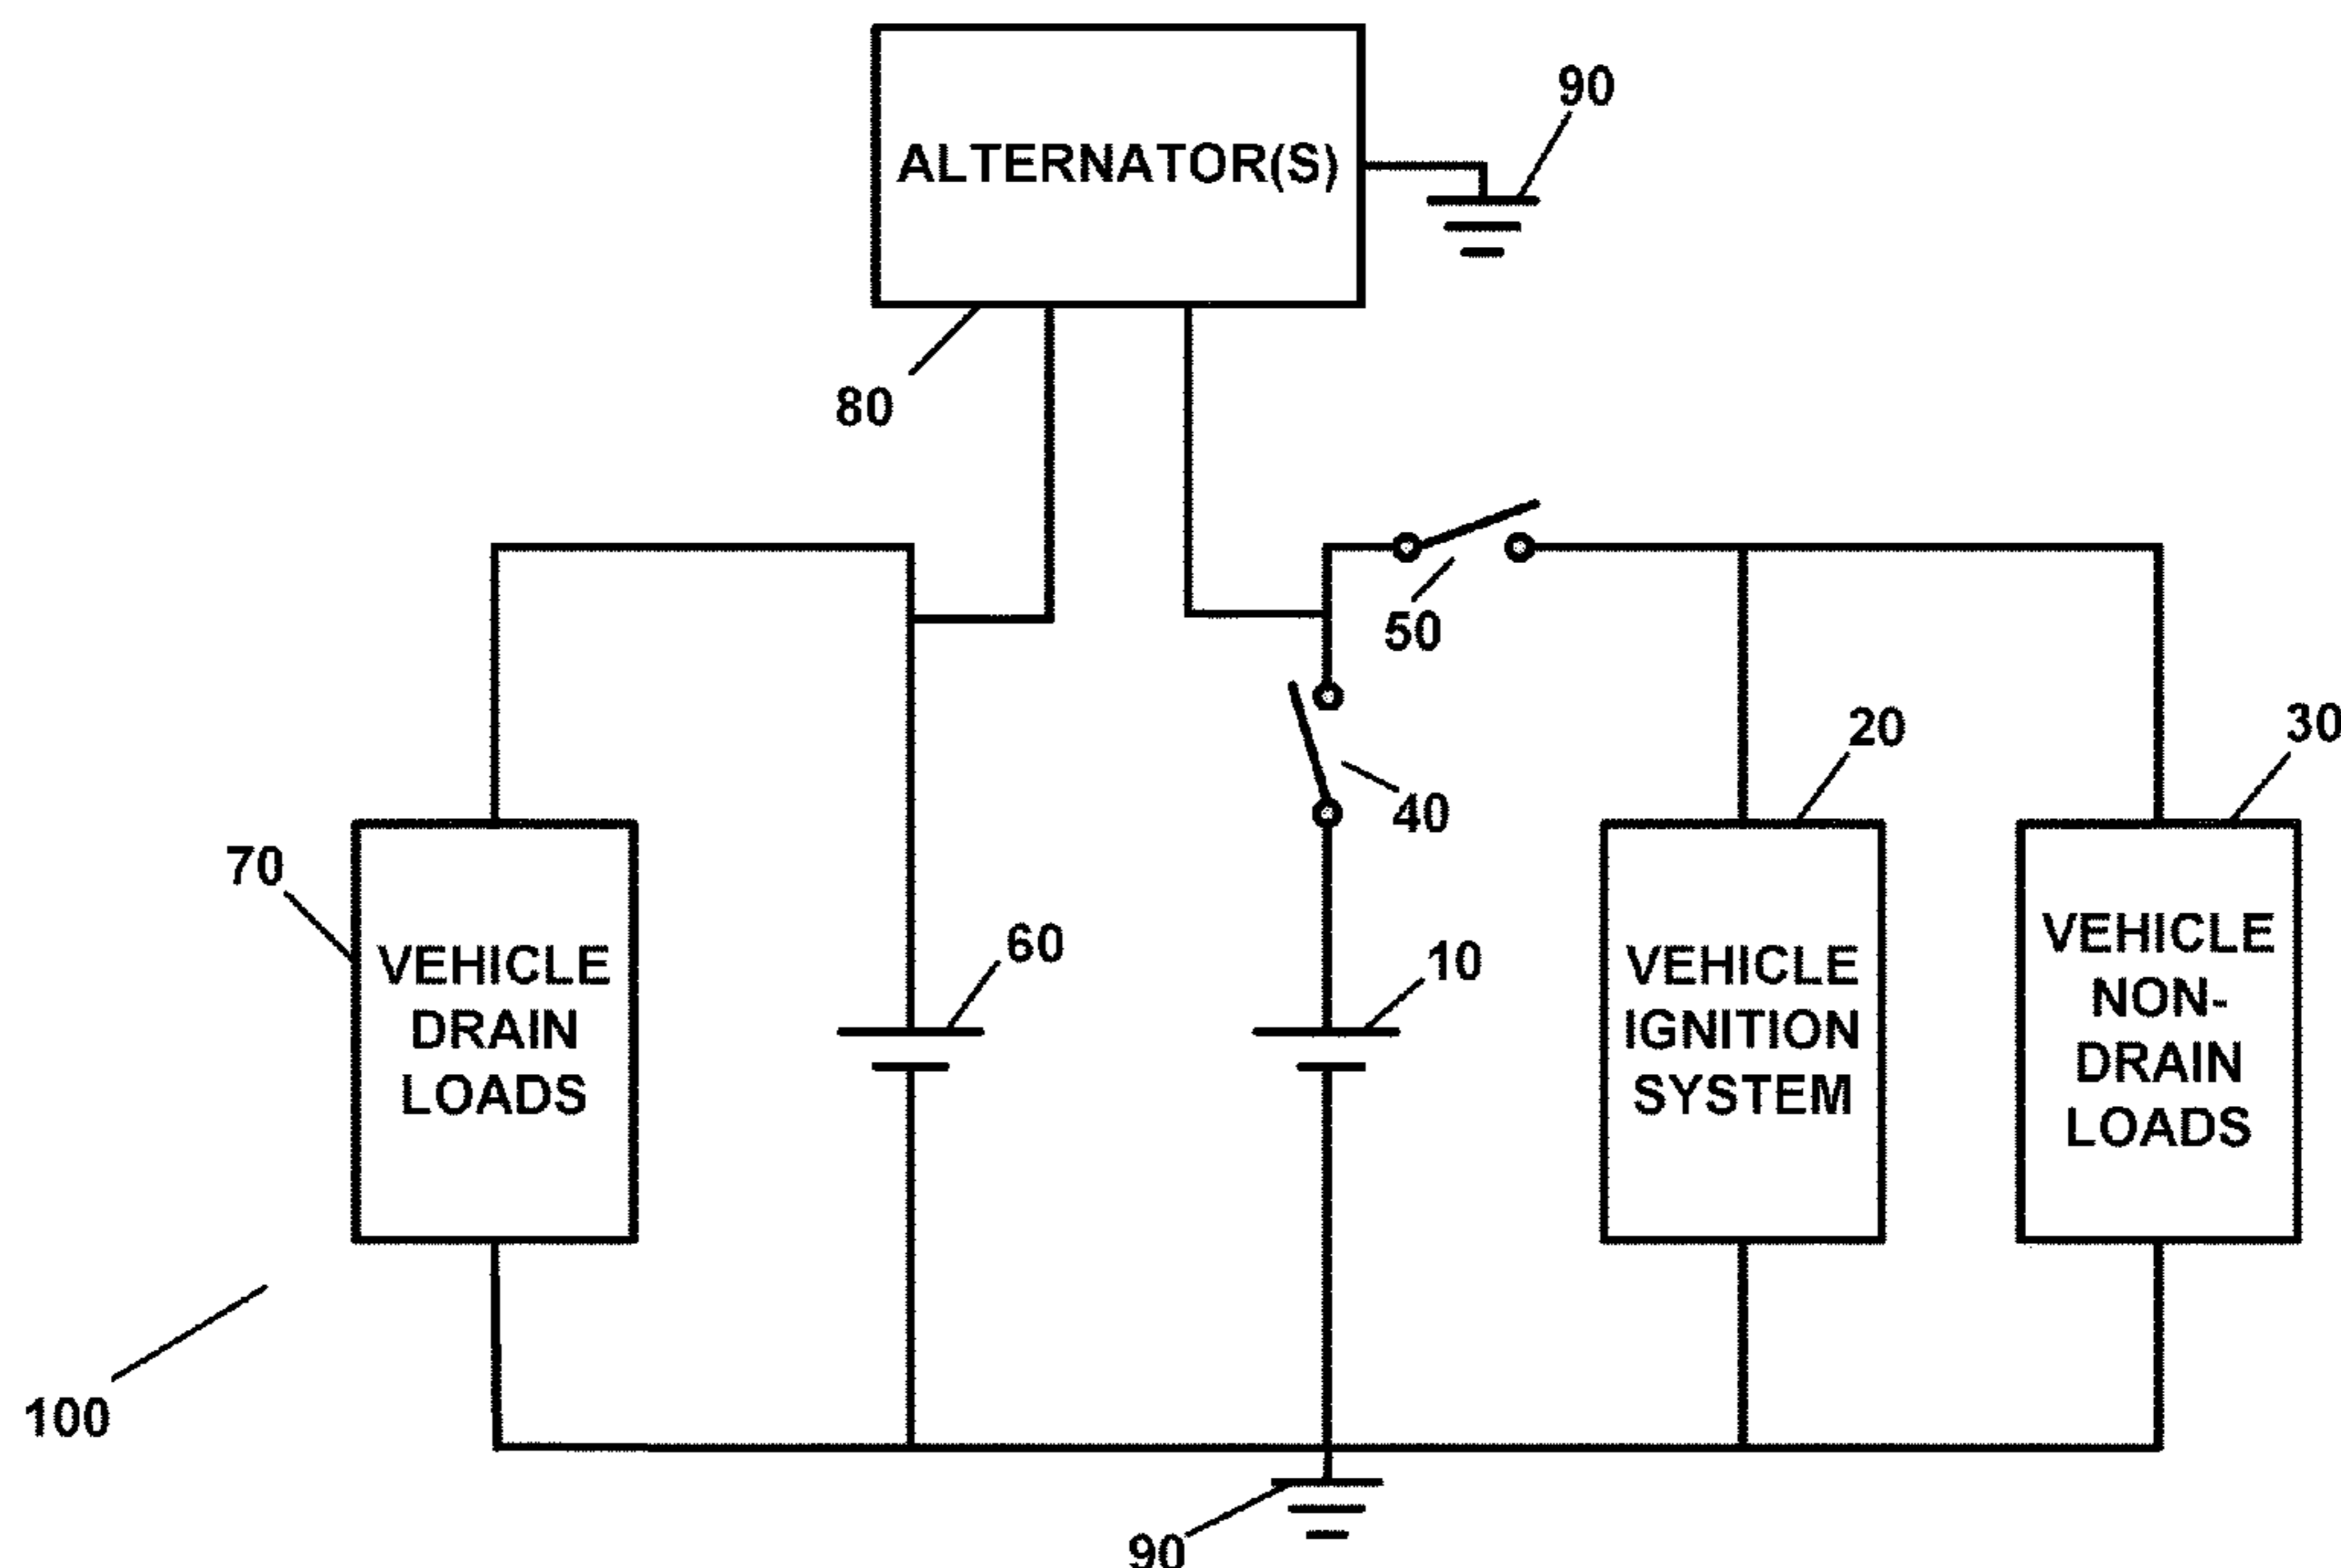 90
ALTERNATOR(S)
80
50
20
30
40
70
60
10
VEHICLE
DRAIN
LOADS
VEHICLE
IGNITION
SYSTEM
VEHICLE
NON-
DRAIN
LOADS
100
90